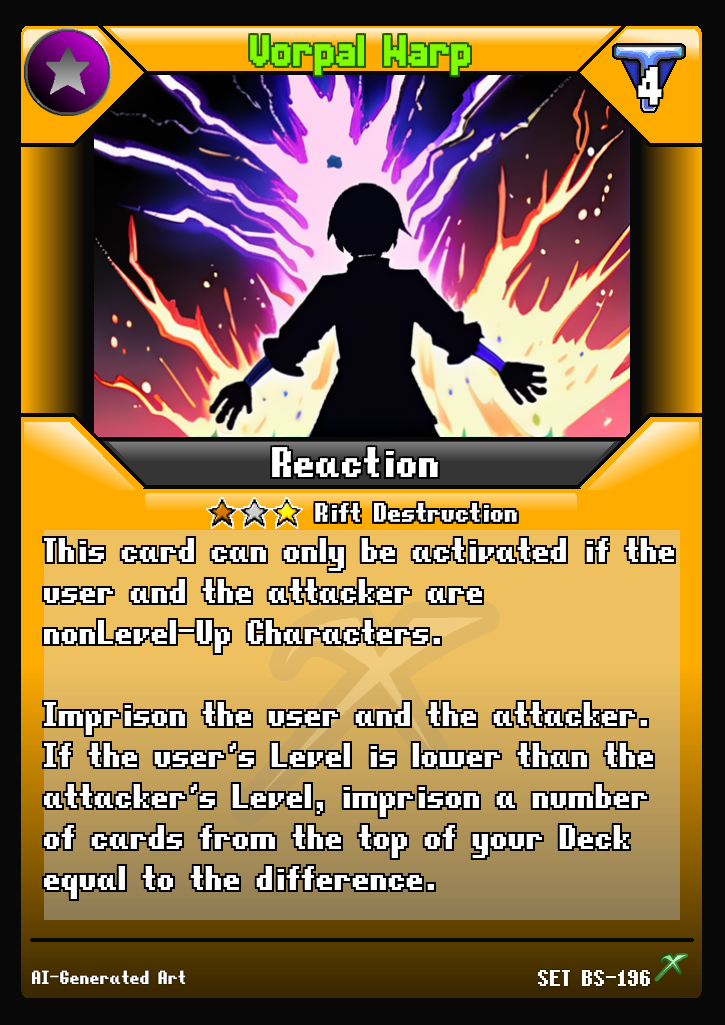 Vorpal Warp
4
Reaction
Rift Destruction
This card can only be activated if the
user and the attacker are
nonLevel-Up Characters.
Imprison the user and the attacker.
If the user's Level is lower than the
attacker's Level, imprison a number
of cards from the top of your Deck
equal to the difference.
AI-Generated Art
SET BS-196